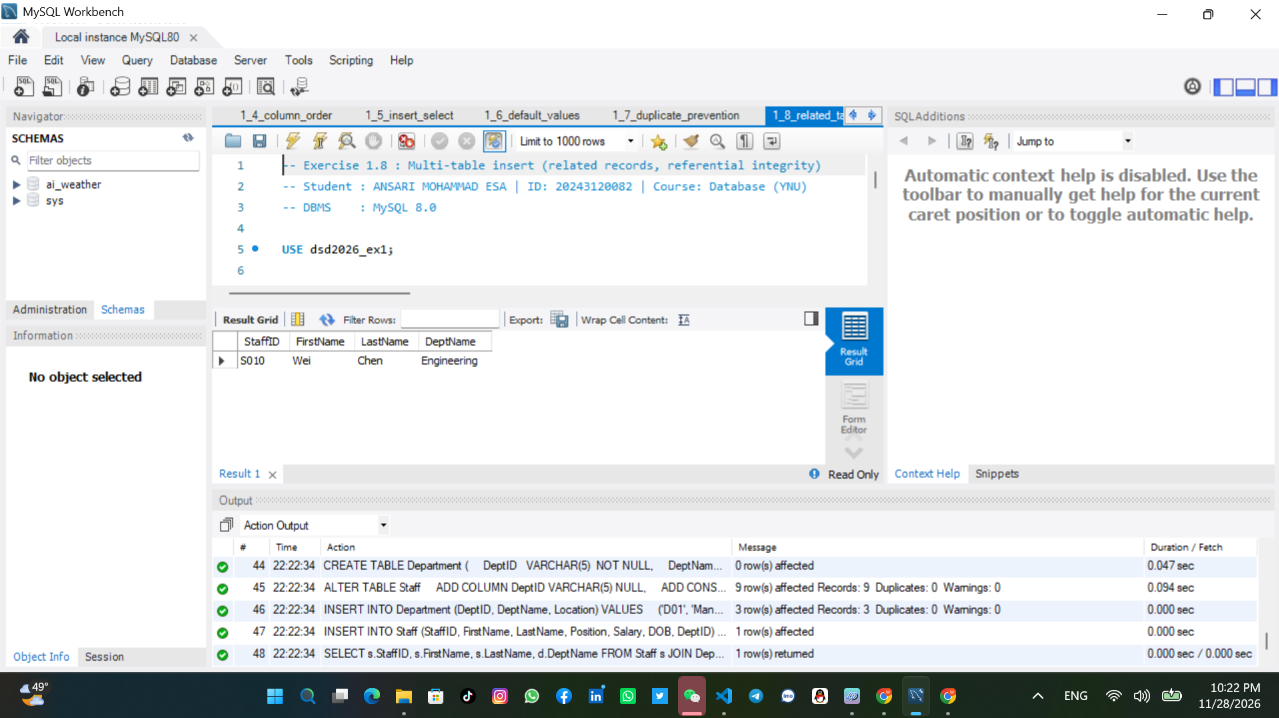 MySQL Workbench
Local instance MySQL80
File Edit View Query Database Server Tools Scripting Help
Navigator
SCHEMAS
Filter objects
ai_weather
sys
Administration Schemas
Information
No object selected
Object Info Session
1_4_column_order 1_5_insert_select 1_6_default_values 1_7_duplicate_prevention 1_8_related_ta
Limit to 1000 rows
1 -- Exercise 1.8 : Multi-table insert (related records, referential integrity)
2 -- Student : ANSARI MOHAMMAD ESA | ID: 20243120082 | Course: Database (YNU)
3 -- DBMS : MySQL 8.0
4
5 USE dsd2026_ex1;
6
Result Grid Filter Rows: Export: Wrap Cell Content:
StaffID FirstName LastName DeptName
S010 Wei Chen Engineering
Result Grid
Form Editor
Result 1 Read Only
SQLAdditions
Jump to
Automatic context help is disabled. Use the
toolbar to manually get help for the current
caret position or to toggle automatic help.
Context Help Snippets
Output
Action Output
# Time Action Message Duration / Fetch
44 22:22:34 CREATE TABLE Department ( DeptID VARCHAR(5) NOT NULL, DeptNam... 0 row(s) affected 0.047 sec
45 22:22:34 ALTER TABLE Staff ADD COLUMN DeptID VARCHAR(5) NULL, ADD CONS... 9 row(s) affected Records: 9 Duplicates: 0 Warnings: 0 0.094 sec
46 22:22:34 INSERT INTO Department (DeptID, DeptName, Location) VALUES ('D01', 'Man... 3 row(s) affected Records: 3 Duplicates: 0 Warnings: 0 0.000 sec
47 22:22:34 INSERT INTO Staff (StaffID, FirstName, LastName, Position, Salary, DOB, DeptID) ... 1 row(s) affected 0.000 sec
48 22:22:34 SELECT s.StaffID, s.FirstName, s.LastName, d.DeptName FROM Staff s JOIN Dep... 1 row(s) returned 0.000 sec / 0.000 sec
49°
ENG
10:22 PM
11/28/2026